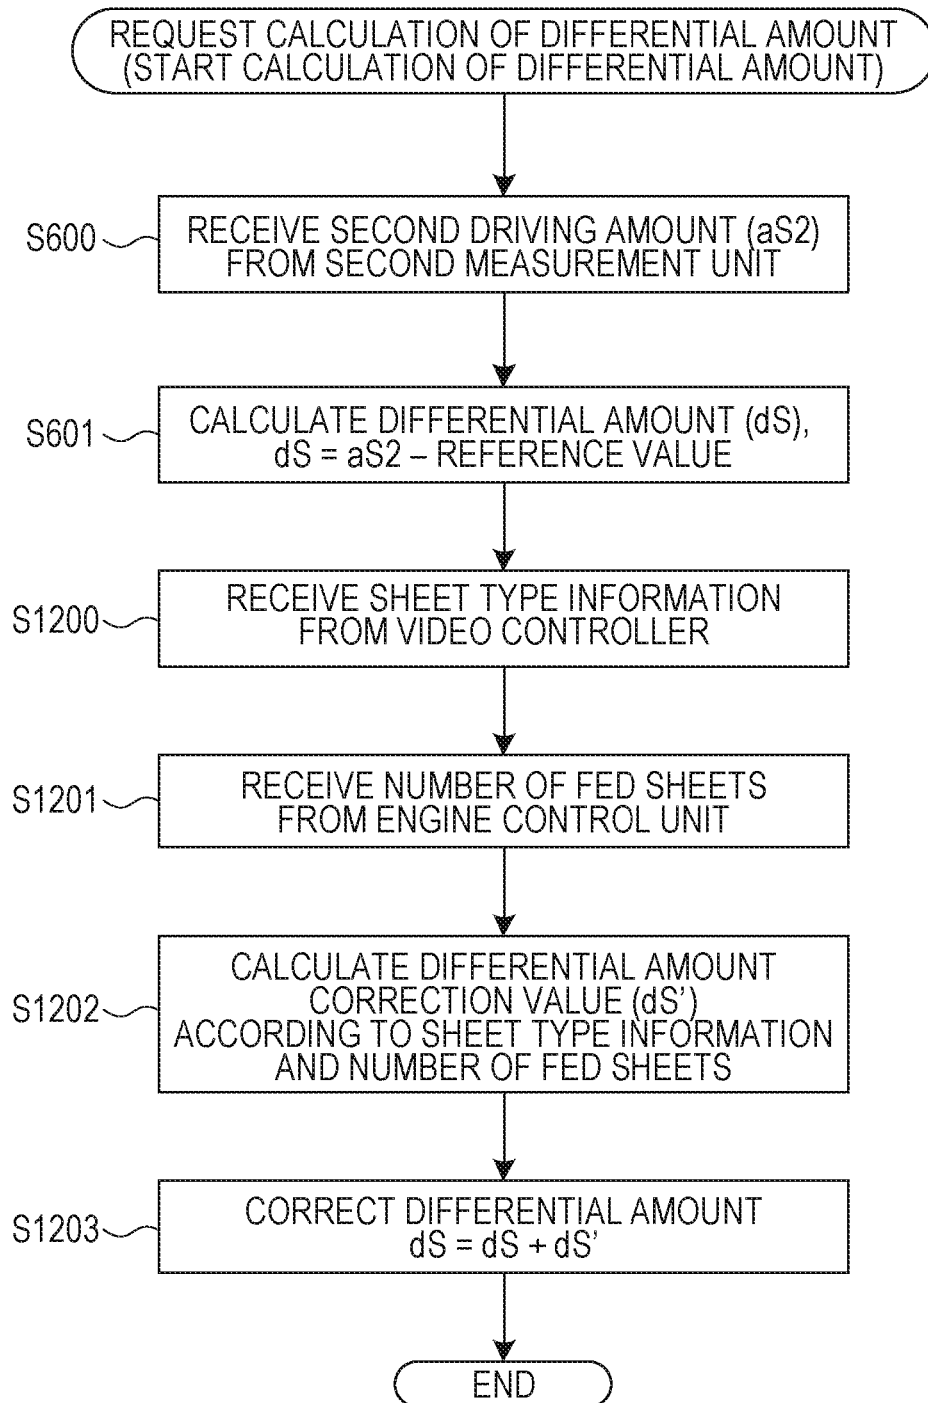 REQUEST CALCULATION OF DIFFERENTIAL AMOUNT
(START CALCULATION OF DIFFERENTIAL AMOUNT)
S600
RECEIVE SECOND DRIVING AMOUNT (aS2)
FROM SECOND MEASUREMENT UNIT
S601
CALCULATE DIFFERENTIAL AMOUNT (dS),
dS = aS2 – REFERENCE VALUE
S1200
RECEIVE SHEET TYPE INFORMATION
FROM VIDEO CONTROLLER
S1201
RECEIVE NUMBER OF FED SHEETS
FROM ENGINE CONTROL UNIT
S1202
CALCULATE DIFFERENTIAL AMOUNT
CORRECTION VALUE (dS’)
ACCORDING TO SHEET TYPE INFORMATION
AND NUMBER OF FED SHEETS
S1203
CORRECT DIFFERENTIAL AMOUNT
dS = dS + dS’
END